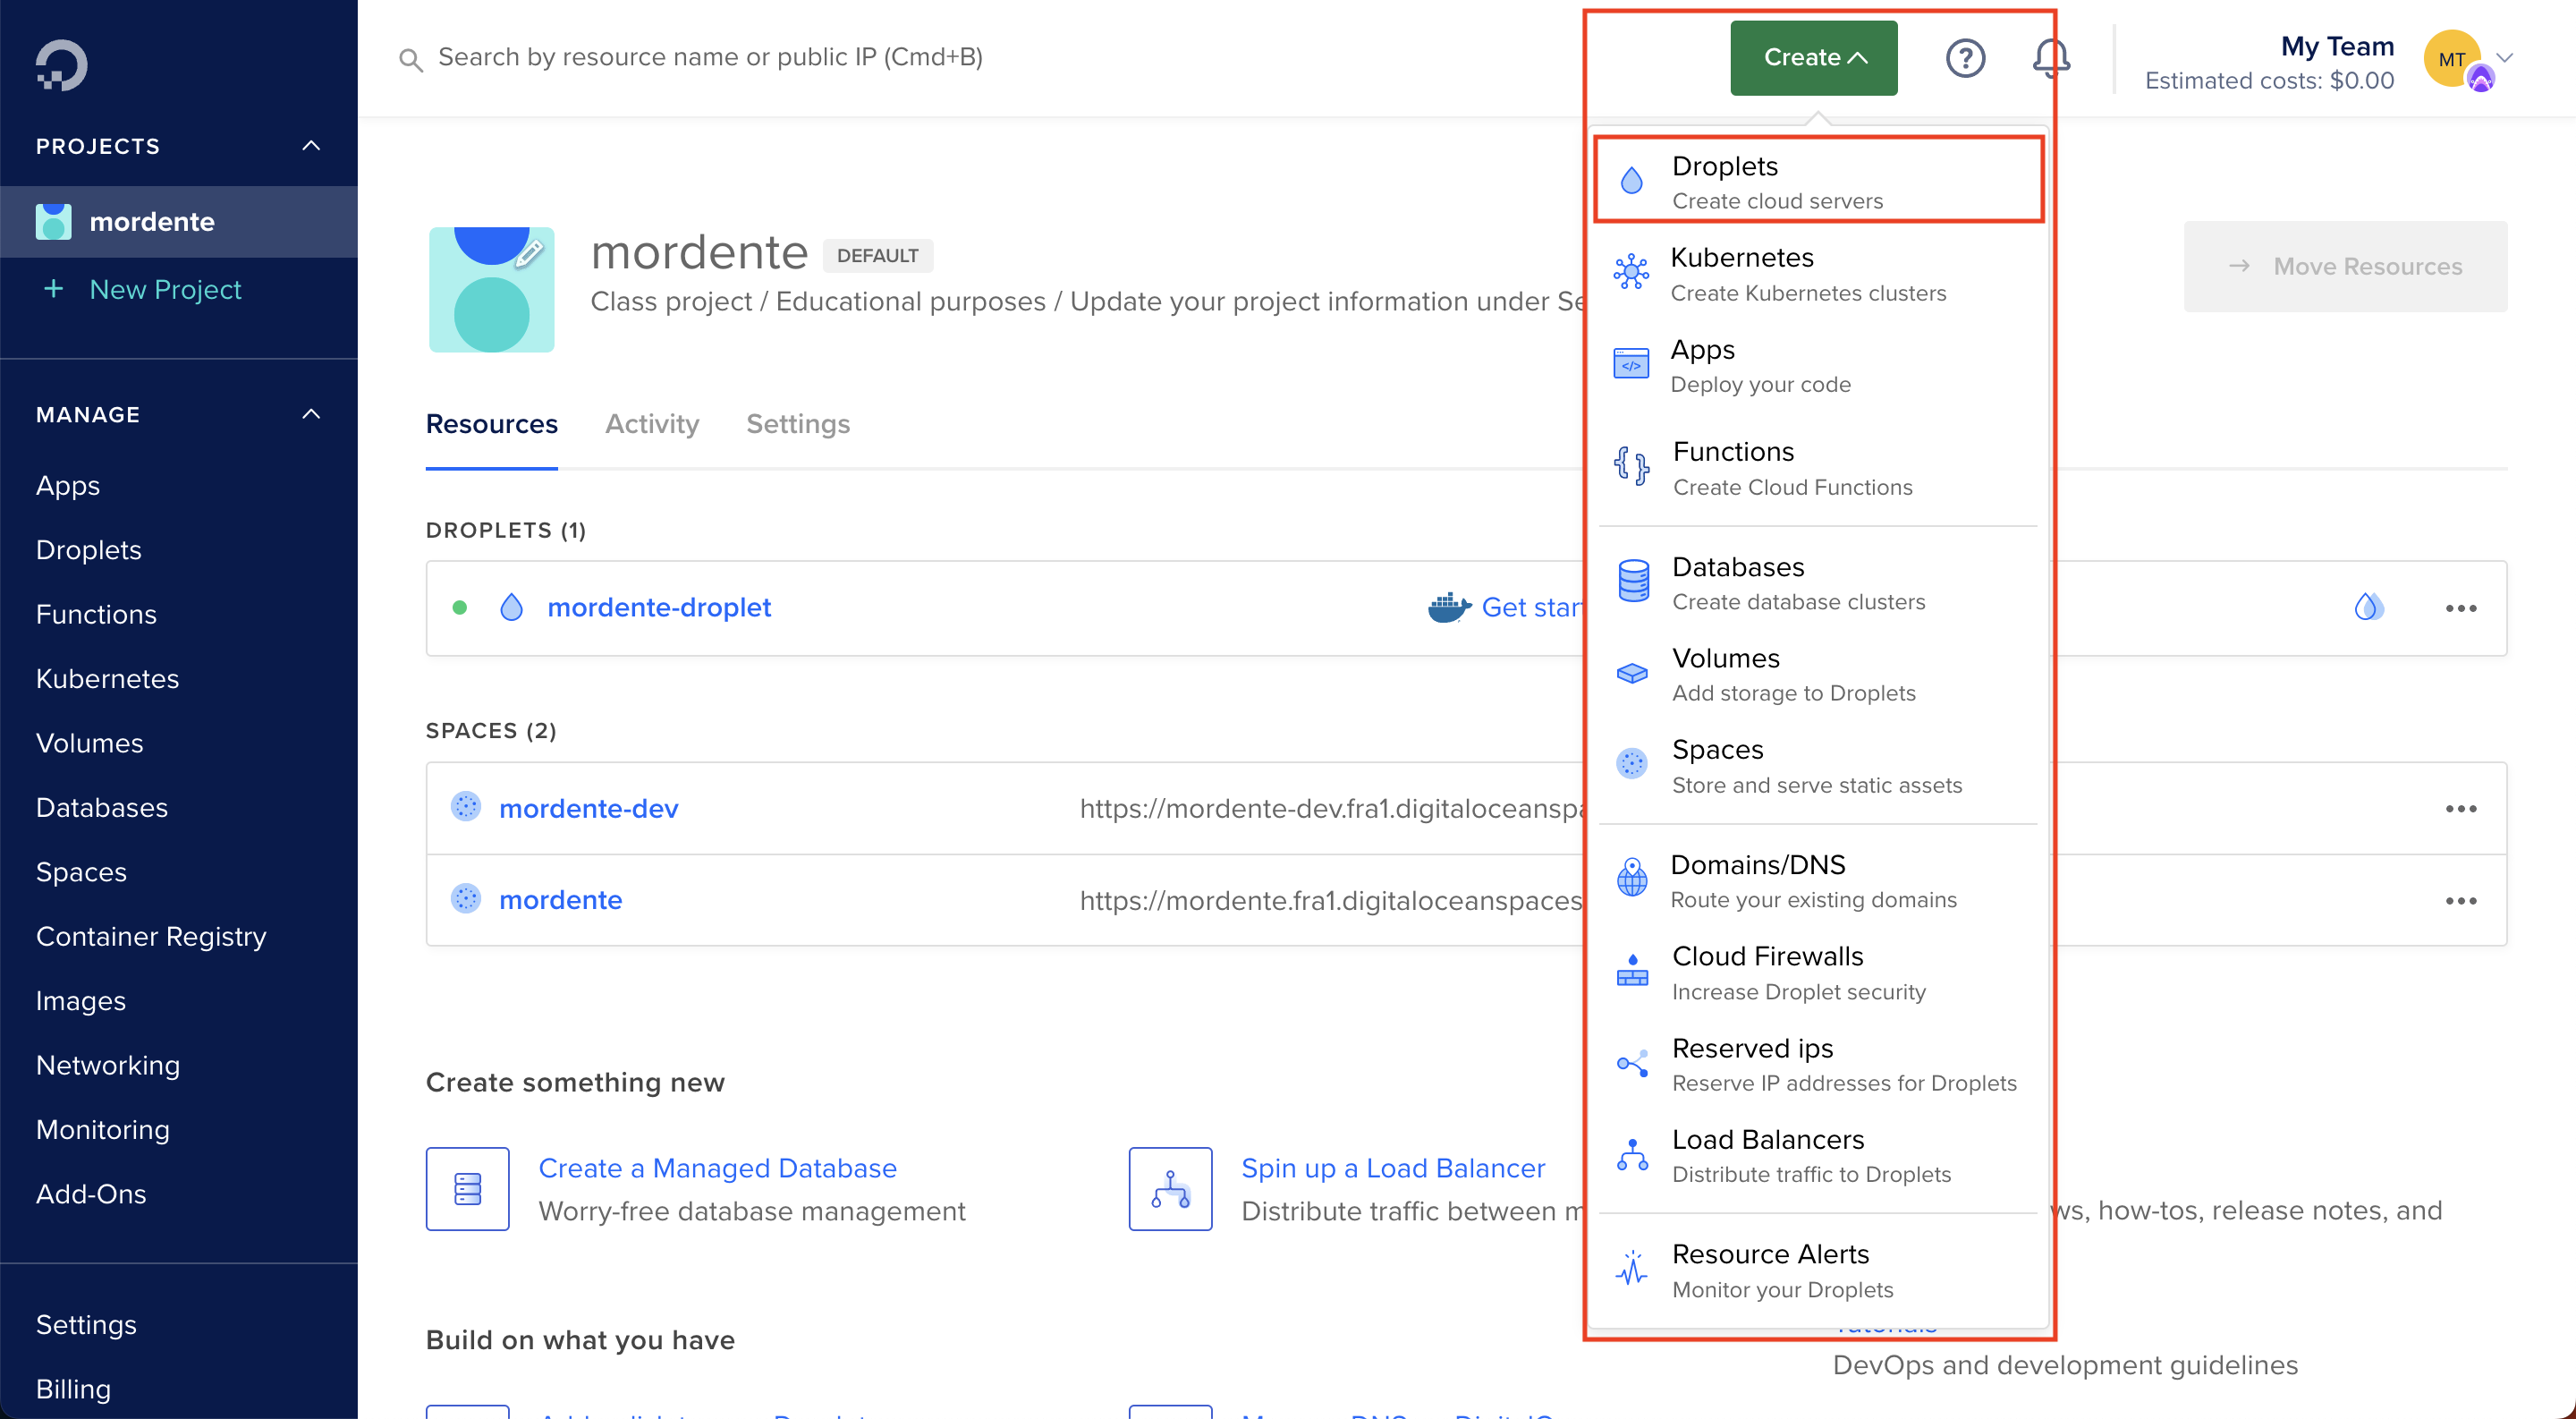 Search by resource name or public IP (Cmd+B)
Create
?
My Team
Estimated costs: $0.00
MT
PROJECTS
mordente
+ New Project
MANAGE
Apps
Droplets
Functions
Kubernetes
Volumes
Databases
Spaces
Container Registry
Images
Networking
Monitoring
Add-Ons
Settings
Billing
mordente
DEFAULT
Class project / Educational purposes / Update your project information under Se
→ Move Resources
Resources
Activity
Settings
DROPLETS (1)
mordente-droplet
Get start
SPACES (2)
mordente-dev
https://mordente-dev.fra1.digitaloceanspa
mordente
https://mordente.fra1.digitaloceanspaces
Create something new
Create a Managed Database
Worry-free database management
Spin up a Load Balancer
Distribute traffic between m
ws, how-tos, release notes, and
Build on what you have
Tutorials
DevOps and development guidelines
Droplets
Create cloud servers
Kubernetes
Create Kubernetes clusters
Apps
Deploy your code
Functions
Create Cloud Functions
Databases
Create database clusters
Volumes
Add storage to Droplets
Spaces
Store and serve static assets
Domains/DNS
Route your existing domains
Cloud Firewalls
Increase Droplet security
Reserved ips
Reserve IP addresses for Droplets
Load Balancers
Distribute traffic to Droplets
Resource Alerts
Monitor your Droplets